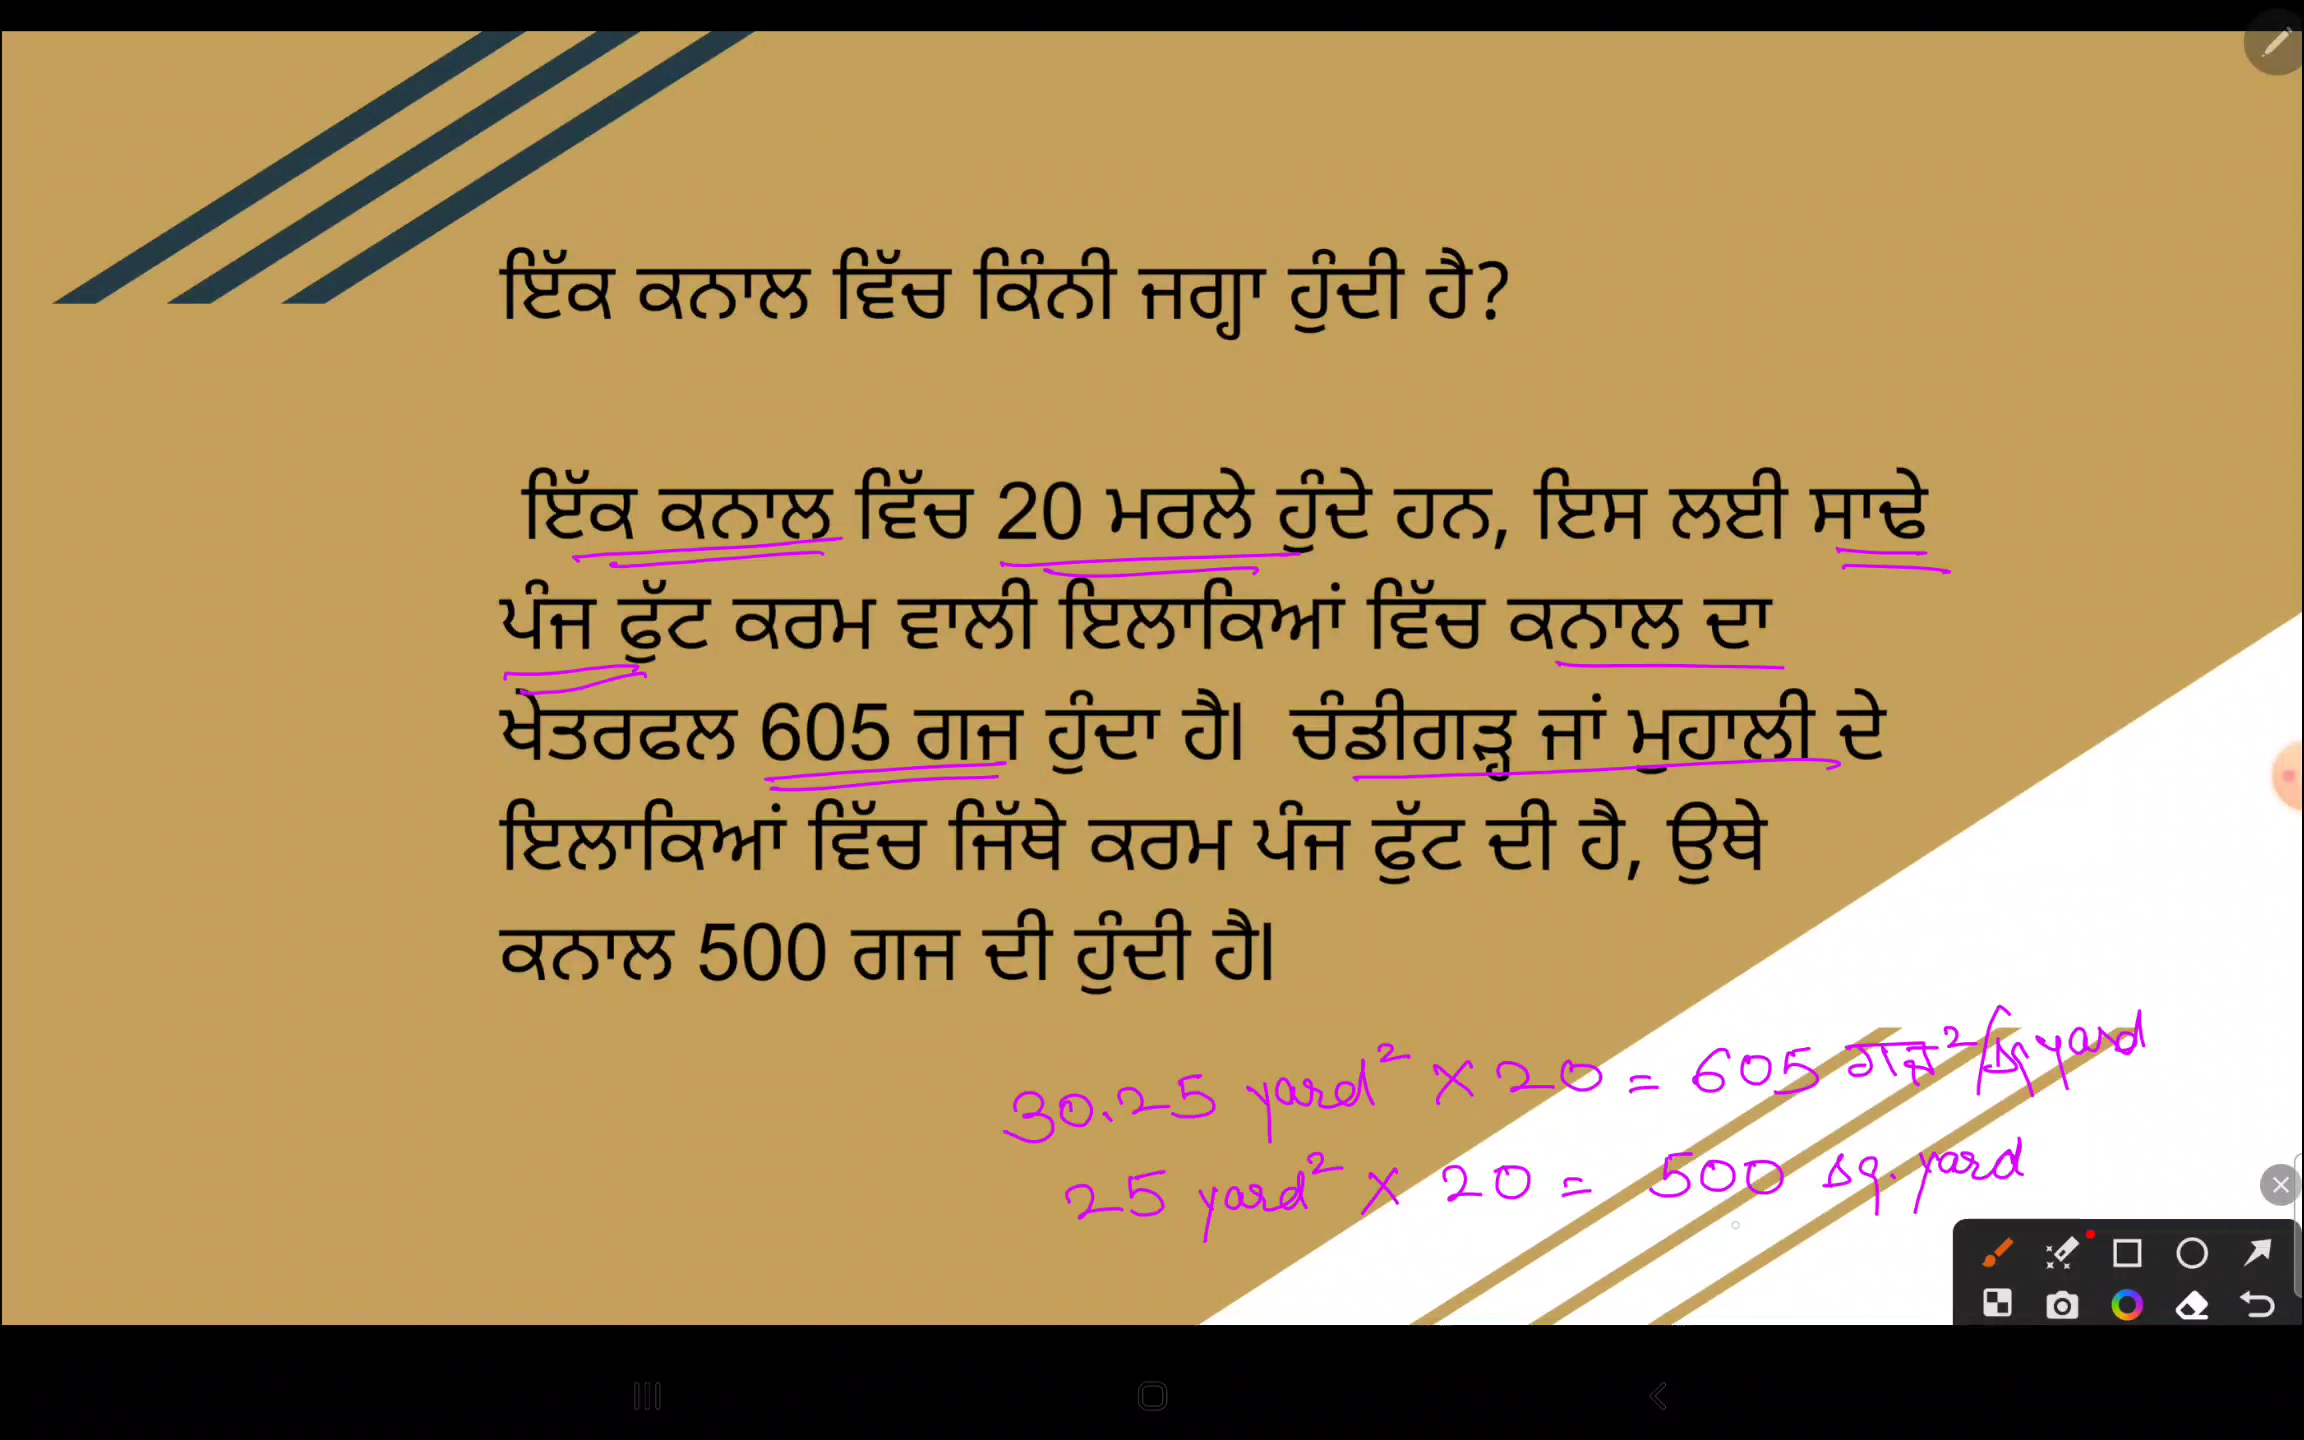 ਇੱਕ ਕਨਾਲ ਵਿੱਚ ਕਿੰਨੀ ਜਗ੍ਹਾ ਹੁੰਦੀ ਹੈ?
ਇੱਕ ਕਨਾਲ ਵਿੱਚ 20 ਮਰਲੇ ਹੁੰਦੇ ਹਨ, ਇਸ ਲਈ ਸਾਢੇ
ਪੰਜ ਫੁੱਟ ਕਰਮ ਵਾਲੀ ਇਲਾਕਿਆਂ ਵਿੱਚ ਕਨਾਲ ਦਾ
ਖੇਤਰਫਲ 605 ਗਜ ਹੁੰਦਾ ਹੈ। ਚੰਡੀਗੜ੍ਹ ਜਾਂ ਮੁਹਾਲੀ ਦੇ
ਇਲਾਕਿਆਂ ਵਿੱਚ ਜਿੱਥੇ ਕਰਮ ਪੰਜ ਫੁੱਟ ਦੀ ਹੈ, ਉਥੇ
ਕਨਾਲ 500 ਗਜ ਦੀ ਹੁੰਦੀ ਹੈ।
30.25 yard² × 20 = 605 ਗਜ²/sq yard
25 yard² × 20 = 500 sq. yard